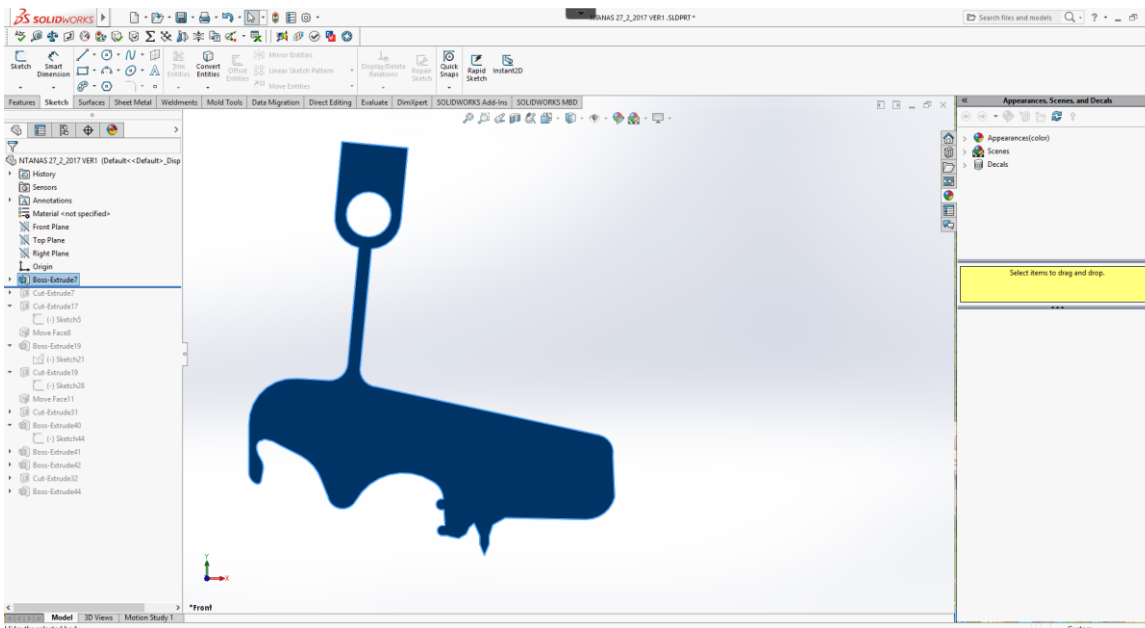 SOLIDWORKS
NTANAS 27_2_2017 VER1 .SLDPRT *
Search files and models
Sketch
Smart Dimension
Trim Entities
Convert Entities
Offset Entities
Mirror Entities
Linear Sketch Pattern
Move Entities
Display/Delete Relations
Repair Sketch
Quick Snaps
Rapid Sketch
Instant2D
Features Sketch Surfaces Sheet Metal Weldments Mold Tools Data Migration Direct Editing Evaluate DimXpert SOLIDWORKS Add-Ins SOLIDWORKS MBD
Appearances, Scenes, and Decals
Appearances(color)
Scenes
Decals
Select items to drag and drop.
NTANAS 27_2_2017 VER1 (Default<<Default>_Disp
History
Sensors
Annotations
Material <not specified>
Front Plane
Top Plane
Right Plane
Origin
Boss-Extrude7
Cut-Extrude7
Cut-Extrude17
(-) Sketch5
Move Face8
Boss-Extrude19
(-) Sketch21
Cut-Extrude19
(-) Sketch28
Move Face11
Cut-Extrude31
Boss-Extrude40
(-) Sketch44
Boss-Extrude41
Boss-Extrude42
Cut-Extrude32
Boss-Extrude44
Y
X
*Front
Model 3D Views Motion Study 1